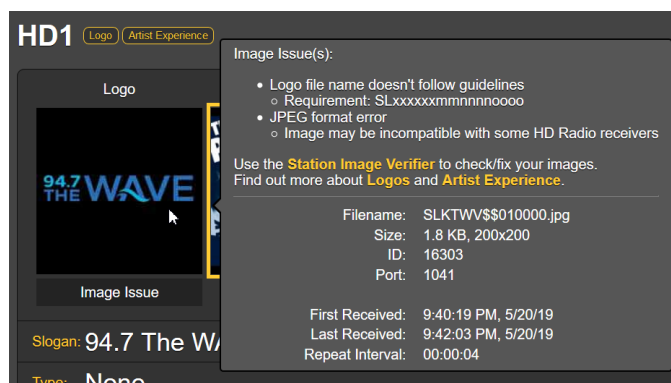 HD1 Logo Artist Experience
Logo
94.7
THE WAVE
Image Issue
Slogan: 94.7 The WA
Type: None
Image Issue(s):
• Logo file name doesn't follow guidelines
○ Requirement: SLxxxxxxmmnnnnoooo
• JPEG format error
○ Image may be incompatible with some HD Radio receivers
Use the Station Image Verifier to check/fix your images.
Find out more about Logos and Artist Experience.
Filename: SLKTWV$$010000.jpg
Size: 1.8 KB, 200x200
ID: 16303
Port: 1041
First Received: 9:40:19 PM, 5/20/19
Last Received: 9:42:03 PM, 5/20/19
Repeat Interval: 00:00:04